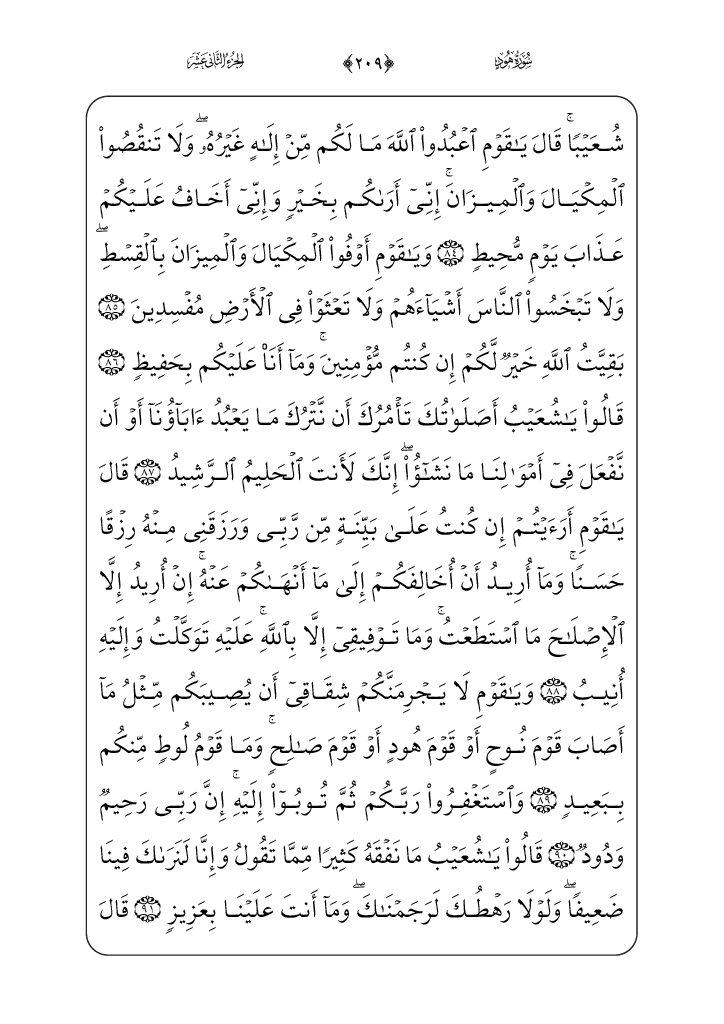 سُورَةُ هُودٍ ﴿٢٠٩﴾ الجُزْءُ الثَّانِي عَشَرَ
شُعَيۡبٗاۚ قَالَ يَٰقَوۡمِ ٱعۡبُدُواْ ٱللَّهَ مَا لَكُم مِّنۡ إِلَٰهٍ غَيۡرُهُۥۖ وَلَا تَنقُصُواْ
ٱلۡمِكۡيَالَ وَٱلۡمِيزَانَۚ إِنِّيٓ أَرَىٰكُم بِخَيۡرٖ وَإِنِّيٓ أَخَافُ عَلَيۡكُمۡ
عَذَابَ يَوۡمٖ مُّحِيطٖ ٨٤ وَيَٰقَوۡمِ أَوۡفُواْ ٱلۡمِكۡيَالَ وَٱلۡمِيزَانَ بِٱلۡقِسۡطِۖ
وَلَا تَبۡخَسُواْ ٱلنَّاسَ أَشۡيَآءَهُمۡ وَلَا تَعۡثَوۡاْ فِي ٱلۡأَرۡضِ مُفۡسِدِينَ ٨٥
بَقِيَّتُ ٱللَّهِ خَيۡرٞ لَّكُمۡ إِن كُنتُم مُّؤۡمِنِينَۚ وَمَآ أَنَا۠ عَلَيۡكُم بِحَفِيظٖ ٨٦
قَالُواْ يَٰشُعَيۡبُ أَصَلَوٰتُكَ تَأۡمُرُكَ أَن نَّتۡرُكَ مَا يَعۡبُدُ ءَابَآؤُنَآ أَوۡ أَن
نَّفۡعَلَ فِيٓ أَمۡوَٰلِنَا مَا نَشَٰٓؤُاْۖ إِنَّكَ لَأَنتَ ٱلۡحَلِيمُ ٱلرَّشِيدُ ٨٧ قَالَ
يَٰقَوۡمِ أَرَءَيۡتُمۡ إِن كُنتُ عَلَىٰ بَيِّنَةٖ مِّن رَّبِّي وَرَزَقَنِي مِنۡهُ رِزۡقًا
حَسَنٗاۚ وَمَآ أُرِيدُ أَنۡ أُخَالِفَكُمۡ إِلَىٰ مَآ أَنۡهَىٰكُمۡ عَنۡهُۚ إِنۡ أُرِيدُ إِلَّا
ٱلۡإِصۡلَٰحَ مَا ٱسۡتَطَعۡتُۚ وَمَا تَوۡفِيقِيٓ إِلَّا بِٱللَّهِۚ عَلَيۡهِ تَوَكَّلۡتُ وَإِلَيۡهِ
أُنِيبُ ٨٨ وَيَٰقَوۡمِ لَا يَجۡرِمَنَّكُمۡ شِقَاقِيٓ أَن يُصِيبَكُم مِّثۡلُ مَآ
أَصَابَ قَوۡمَ نُوحٍ أَوۡ قَوۡمَ هُودٍ أَوۡ قَوۡمَ صَٰلِحٖۚ وَمَا قَوۡمُ لُوطٖ مِّنكُم
بِبَعِيدٖ ٨٩ وَٱسۡتَغۡفِرُواْ رَبَّكُمۡ ثُمَّ تُوبُوٓاْ إِلَيۡهِۚ إِنَّ رَبِّي رَحِيمٞ
وَدُودٞ ٩٠ قَالُواْ يَٰشُعَيۡبُ مَا نَفۡقَهُ كَثِيرٗا مِّمَّا تَقُولُ وَإِنَّا لَنَرَىٰكَ فِينَا
ضَعِيفٗاۖ وَلَوۡلَا رَهۡطُكَ لَرَجَمۡنَٰكَۖ وَمَآ أَنتَ عَلَيۡنَا بِعَزِيزٖ ٩١ قَالَ